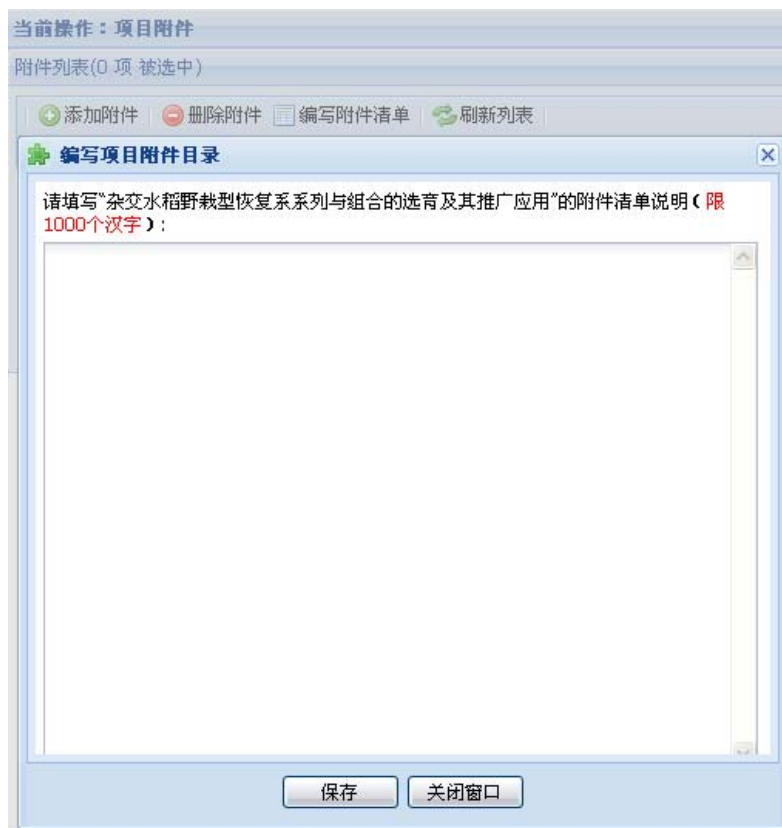 当前操作：项目附件
附件列表(0 项 被选中)
添加附件 删除附件 编写附件清单 刷新列表
编写项目附件目录
请填写"杂交水稻野栽型恢复系系列与组合的选育及其推广应用"的附件清单说明(限
1000个汉字)：
保存 关闭窗口